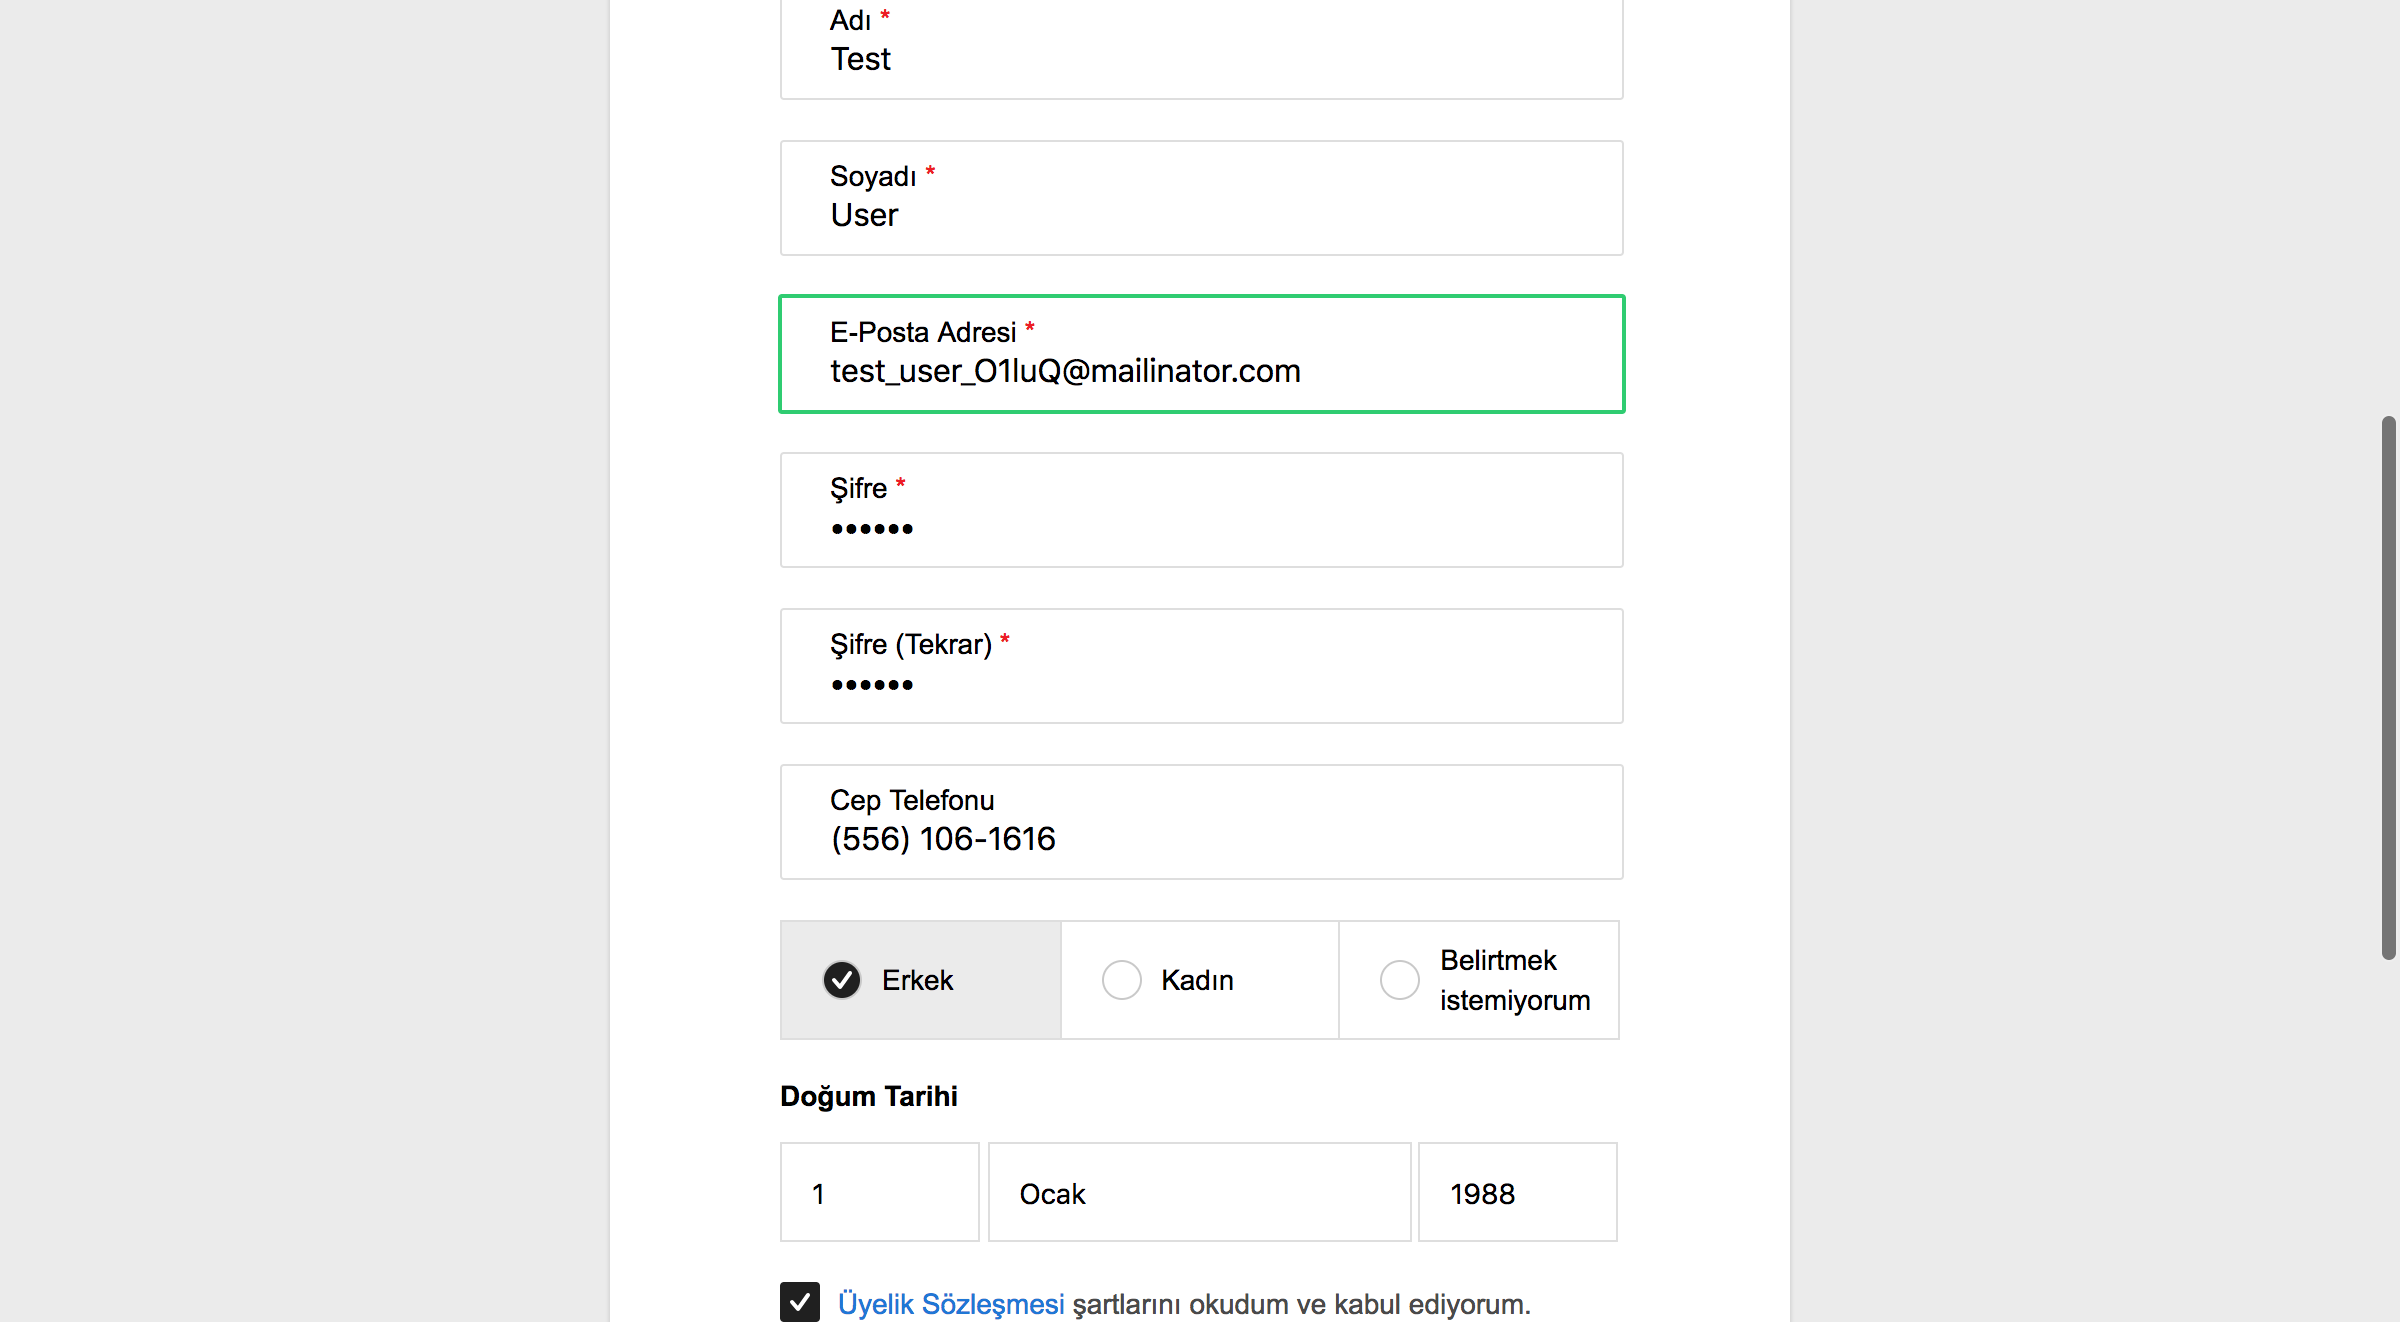 Adı *
Test
Soyadı *
User
E-Posta Adresi *
test_user_O1luQ@mailinator.com
Şifre *
••••••
Şifre (Tekrar) *
••••••
Cep Telefonu
(556) 106-1616
Erkek
Kadın
Belirtmek
istemiyorum
Doğum Tarihi
1 Ocak 1988
Üyelik Sözleşmesi şartlarını okudum ve kabul ediyorum.